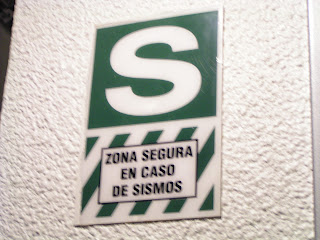 S
ZONA SEGURA
EN CASO
DE SISMOS